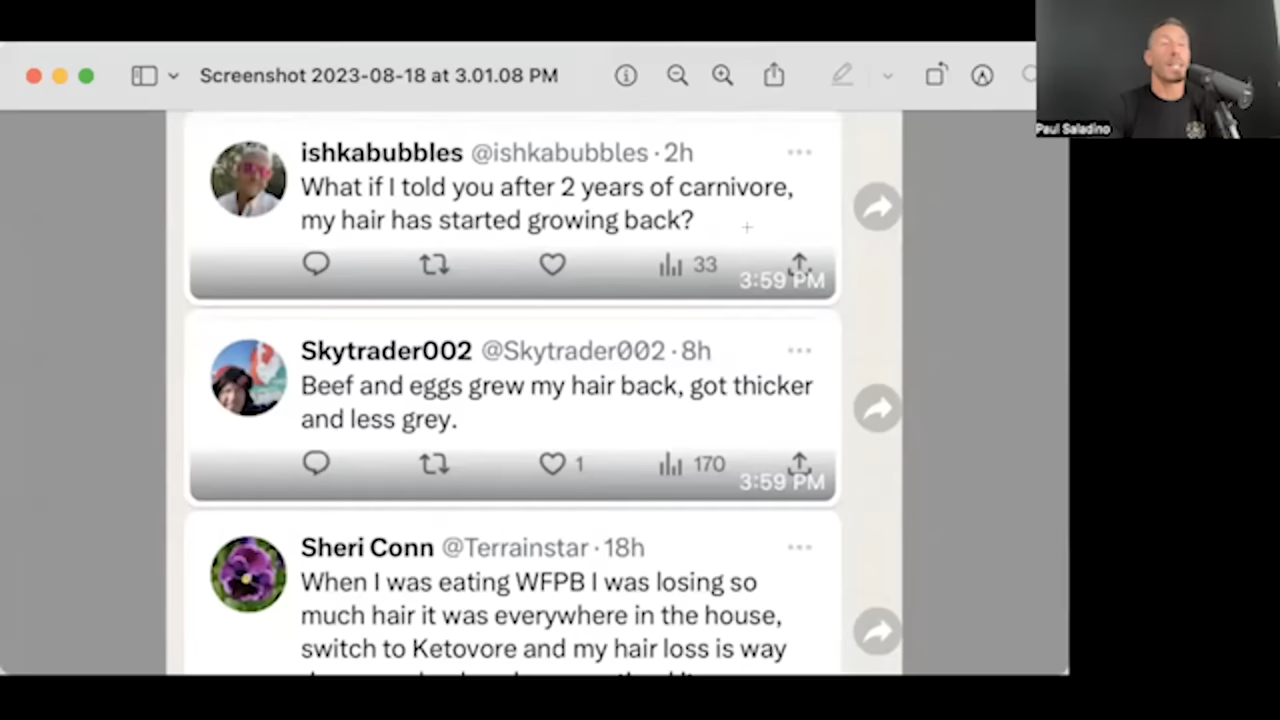 Screenshot 2023-08-18 at 3.01.08 PM
Paul Saladino
ishkabubbles @ishkabubbles · 2h
What if I told you after 2 years of carnivore,
my hair has started growing back?
33
3:59 PM
Skytrader002 @Skytrader002 · 8h
Beef and eggs grew my hair back, got thicker
and less grey.
1 170
3:59 PM
Sheri Conn @Terrainstar · 18h
When I was eating WFPB I was losing so
much hair it was everywhere in the house,
switch to Ketovore and my hair loss is way